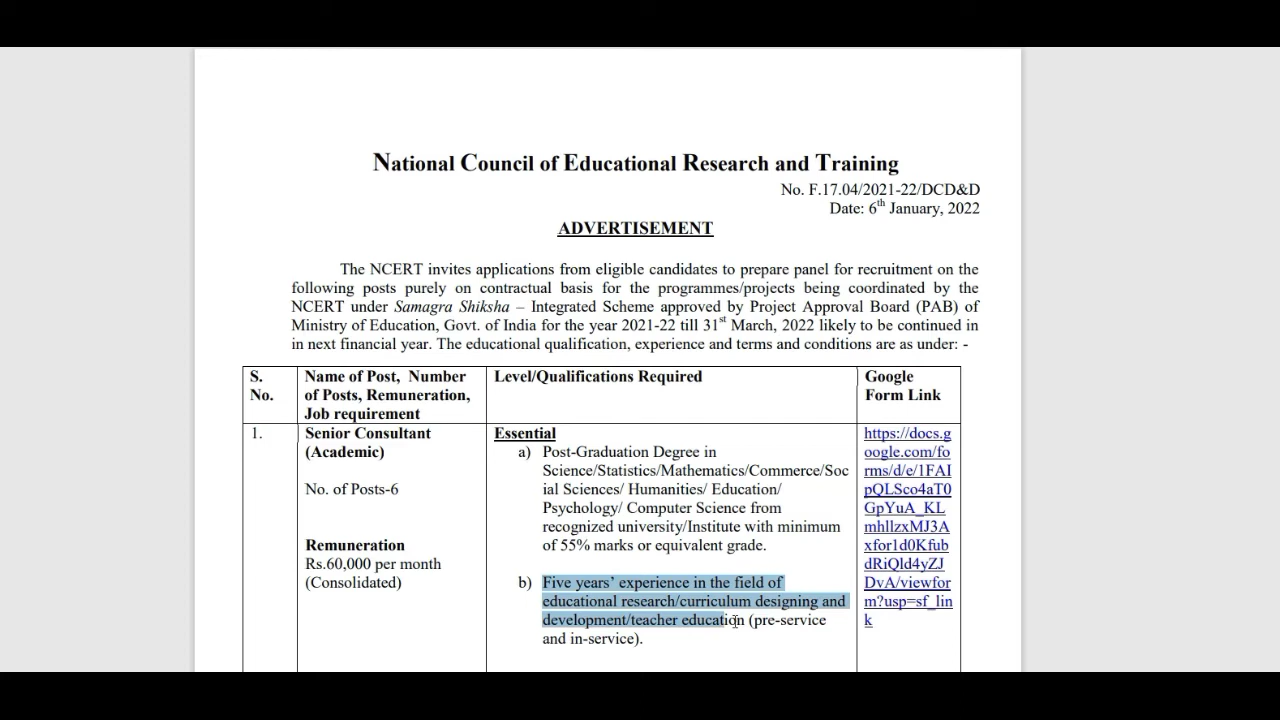 National Council of Educational Research and Training
No. F.17.04/2021-22/DCD&D
Date: 6th January, 2022
ADVERTISEMENT
The NCERT invites applications from eligible candidates to prepare panel for recruitment on the
following posts purely on contractual basis for the programmes/projects being coordinated by the
NCERT under Samagra Shiksha – Integrated Scheme approved by Project Approval Board (PAB) of
Ministry of Education, Govt. of India for the year 2021-22 till 31st March, 2022 likely to be continued in
in next financial year. The educational qualification, experience and terms and conditions are as under: -
S.
No.
Name of Post, Number
of Posts, Remuneration,
Job requirement
Level/Qualifications Required
Google
Form Link
1.
Senior Consultant
(Academic)
No. of Posts-6
Remuneration
Rs.60,000 per month
(Consolidated)
Essential
a) Post-Graduation Degree in
Science/Statistics/Mathematics/Commerce/Soc
ial Sciences/ Humanities/ Education/
Psychology/ Computer Science from
recognized university/Institute with minimum
of 55% marks or equivalent grade.
b) Five years’ experience in the field of
educational research/curriculum designing and
development/teacher education (pre-service
and in-service).
https://docs.g
oogle.com/fo
rms/d/e/1FAI
pQLSco4aT0
GpYuA_KL
mhllzxMJ3A
xfor1d0Kfub
dRiQld4yZJ
DvA/viewfor
m?usp=sf_lin
k